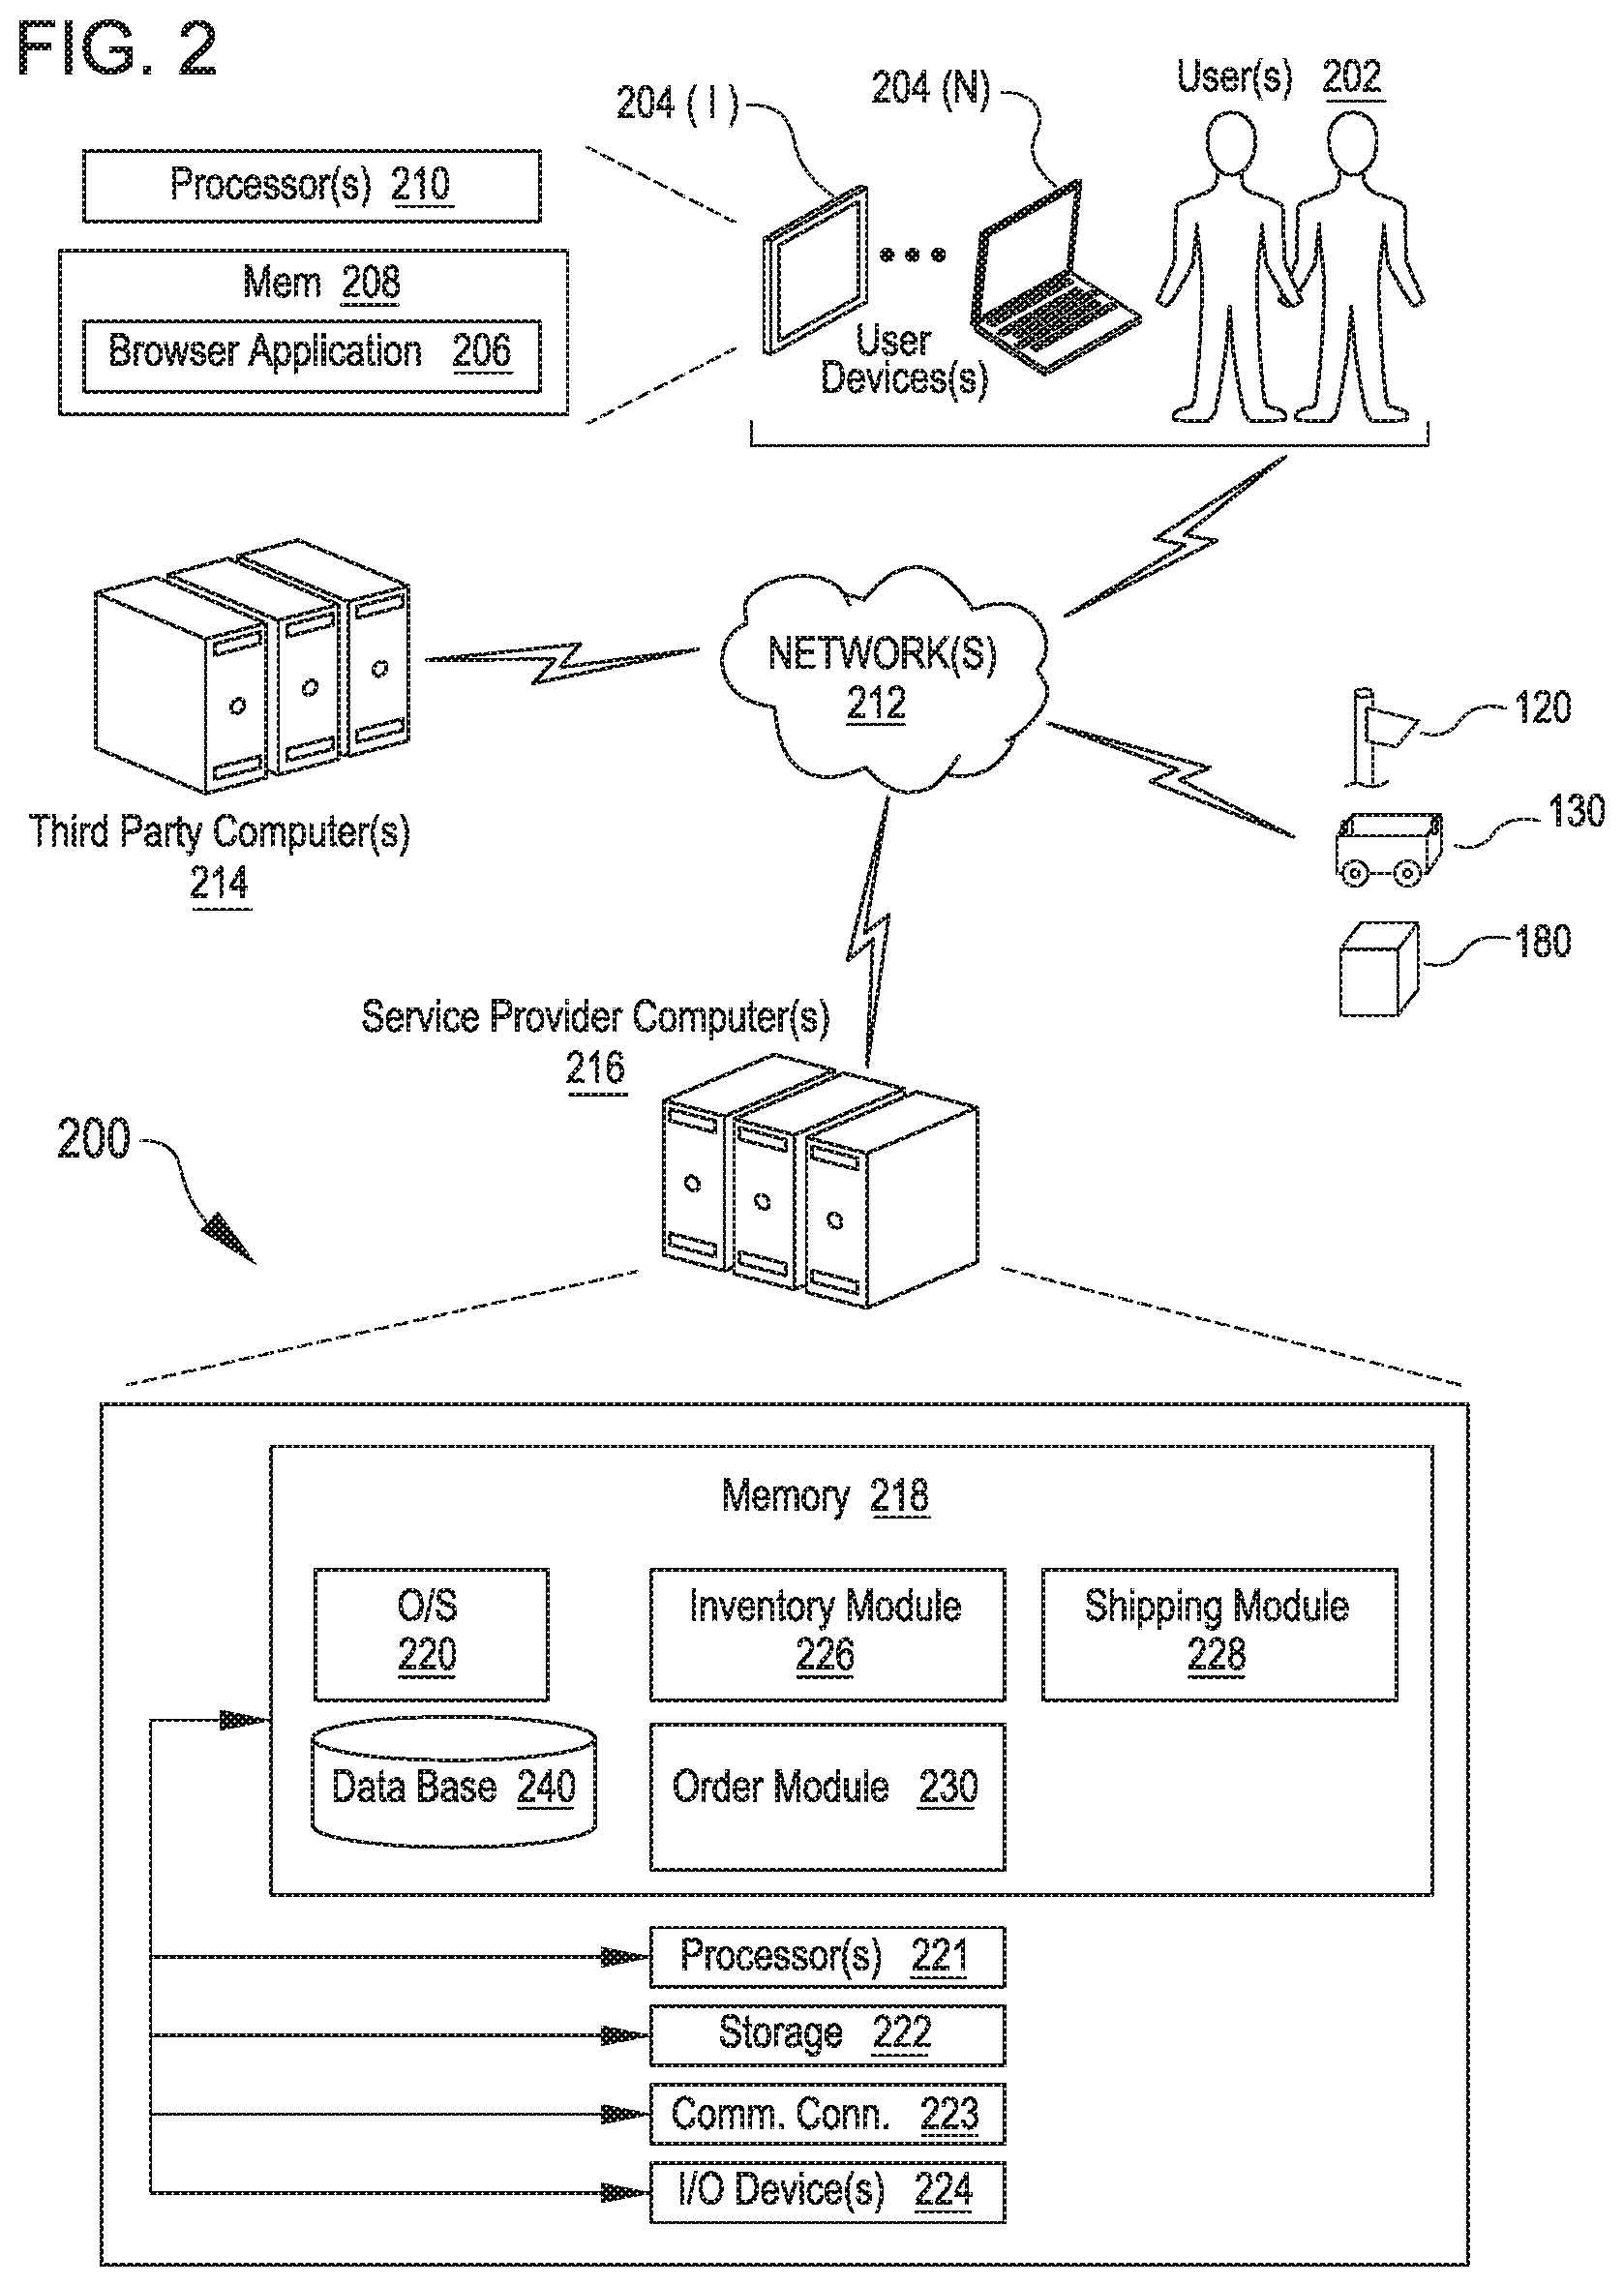 FIG. 2
204 ( I )
204 (N)
User(s) 202
Processor(s) 210
Mem 208
Browser Application 206
User
Devices(s)
NETWORK(S)
212
120
130
180
Third Party Computer(s)
214
Service Provider Computer(s)
216
200
Memory 218
O/S
220
Inventory Module
226
Shipping Module
228
Data Base 240
Order Module 230
Processor(s) 221
Storage 222
Comm. Conn. 223
I/O Device(s) 224